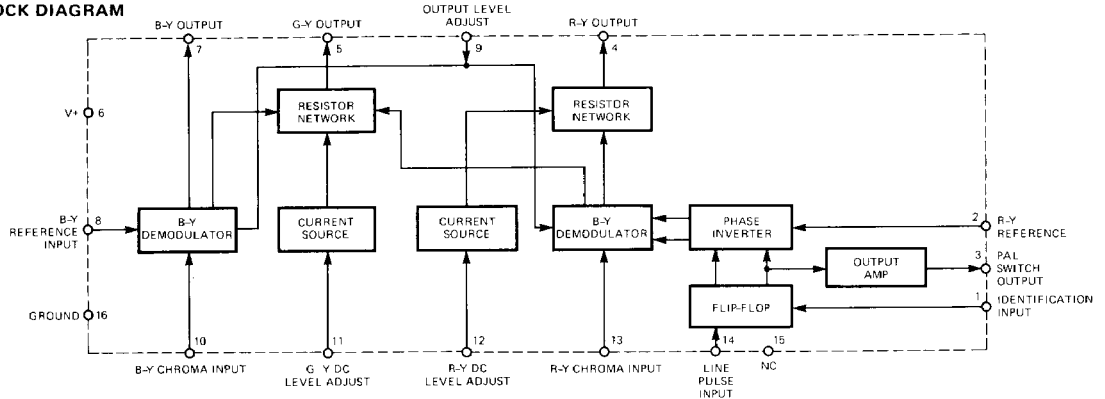 OCK DIAGRAM
B–Y OUTPUT
7
G–Y OUTPUT
5
OUTPUT LEVEL
ADJUST
9
R–Y OUTPUT
4
V+
6
RESISTOR
NETWORK
RESISTOR
NETWORK
B–Y
REFERENCE
INPUT
8
B–Y
DEMODULATOR
CURRENT
SOURCE
CURRENT
SOURCE
B–Y
DEMODULATOR
PHASE
INVERTER
2
R–Y
REFERENCE
OUTPUT
AMP
3
PAL
SWITCH
OUTPUT
FLIP-FLOP
1
IDENTIFICATION
INPUT
GROUND
16
10
B–Y CHROMA INPUT
11
G Y DC
LEVEL ADJUST
12
R–Y DC
LEVEL ADJUST
13
R–Y CHROMA INPUT
14
LINE
PULSE
INPUT
15
NC